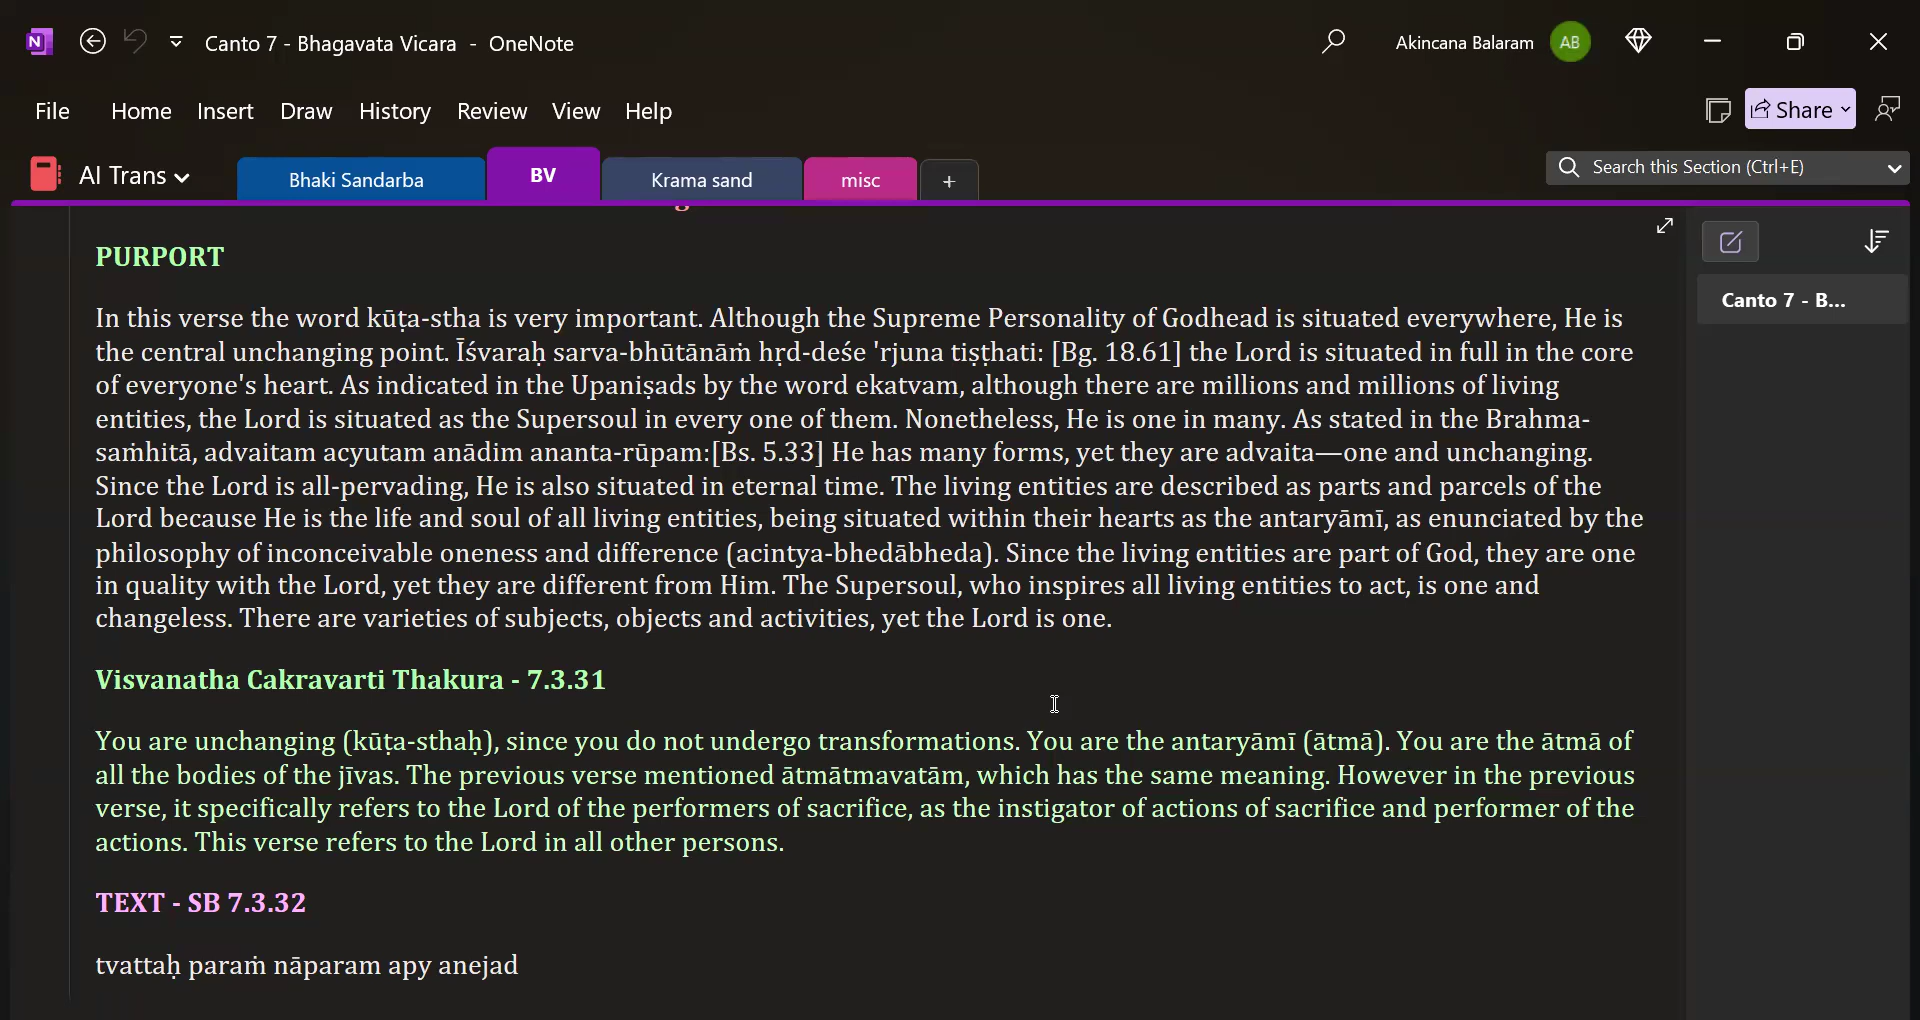 Canto 7 - Bhagavata Vicara - OneNote
Akincana Balaram AB
File Home Insert Draw History Review View Help
Share
AI Trans
Bhaki Sandarba BV Krama sand misc +
Search this Section (Ctrl+E)
PURPORT
Canto 7 - B...
In this verse the word kūṭa-stha is very important. Although the Supreme Personality of Godhead is situated everywhere, He is
the central unchanging point. Īśvaraḥ sarva-bhūtānāṁ hṛd-deśe 'rjuna tiṣṭhati: [Bg. 18.61] the Lord is situated in full in the core
of everyone's heart. As indicated in the Upaniṣads by the word ekatvam, although there are millions and millions of living
entities, the Lord is situated as the Supersoul in every one of them. Nonetheless, He is one in many. As stated in the Brahma-
saṁhitā, advaitam acyutam anādim ananta-rūpam:[Bs. 5.33] He has many forms, yet they are advaita—one and unchanging.
Since the Lord is all-pervading, He is also situated in eternal time. The living entities are described as parts and parcels of the
Lord because He is the life and soul of all living entities, being situated within their hearts as the antaryāmī, as enunciated by the
philosophy of inconceivable oneness and difference (acintya-bhedābheda). Since the living entities are part of God, they are one
in quality with the Lord, yet they are different from Him. The Supersoul, who inspires all living entities to act, is one and
changeless. There are varieties of subjects, objects and activities, yet the Lord is one.
Visvanatha Cakravarti Thakura - 7.3.31
You are unchanging (kūṭa-sthaḥ), since you do not undergo transformations. You are the antaryāmī (ātmā). You are the ātmā of
all the bodies of the jīvas. The previous verse mentioned ātmātmavatām, which has the same meaning. However in the previous
verse, it specifically refers to the Lord of the performers of sacrifice, as the instigator of actions of sacrifice and performer of the
actions. This verse refers to the Lord in all other persons.
TEXT - SB 7.3.32
tvattaḥ paraṁ nāparam apy anejad